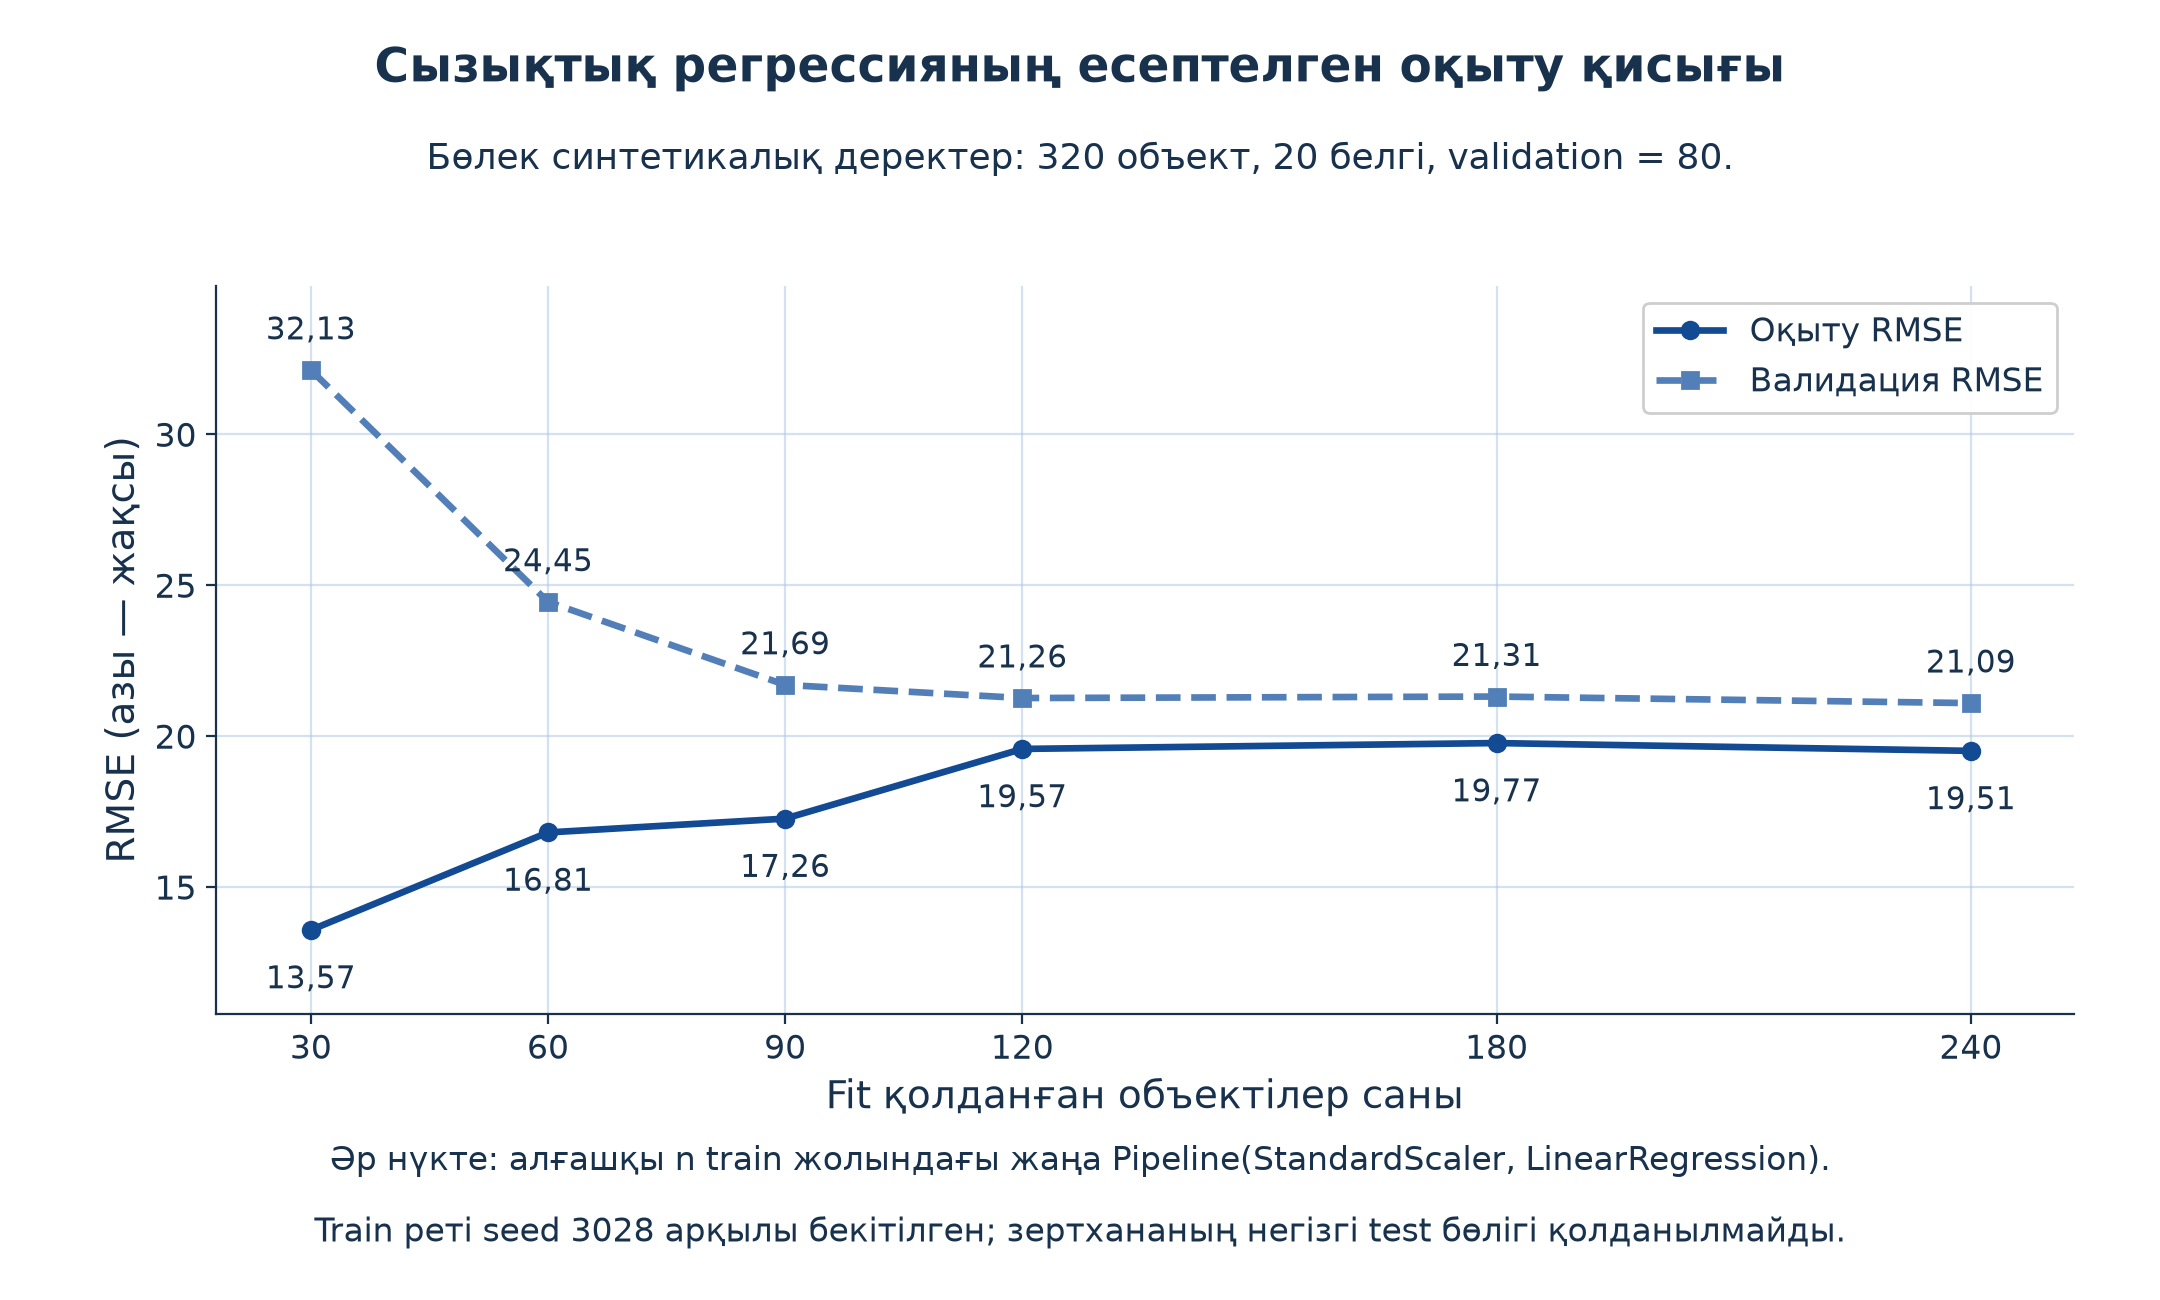 Сызықтық регрессияның есептелген оқыту қисығы
Бөлек синтетикалық деректер: 320 объект, 20 белгі, validation = 80.
Оқыту RMSE
Валидация RMSE
RMSE (азы — жақсы)
30
25
20
15
32,13
24,45
21,69
21,26
21,31
21,09
13,57
16,81
17,26
19,57
19,77
19,51
30 60 90 120 180 240
Fit қолданған объектілер саны
Әр нүкте: алғашқы n train жолындағы жаңа Pipeline(StandardScaler, LinearRegression).
Train реті seed 3028 арқылы бекітілген; зертхананың негізгі test бөлігі қолданылмайды.